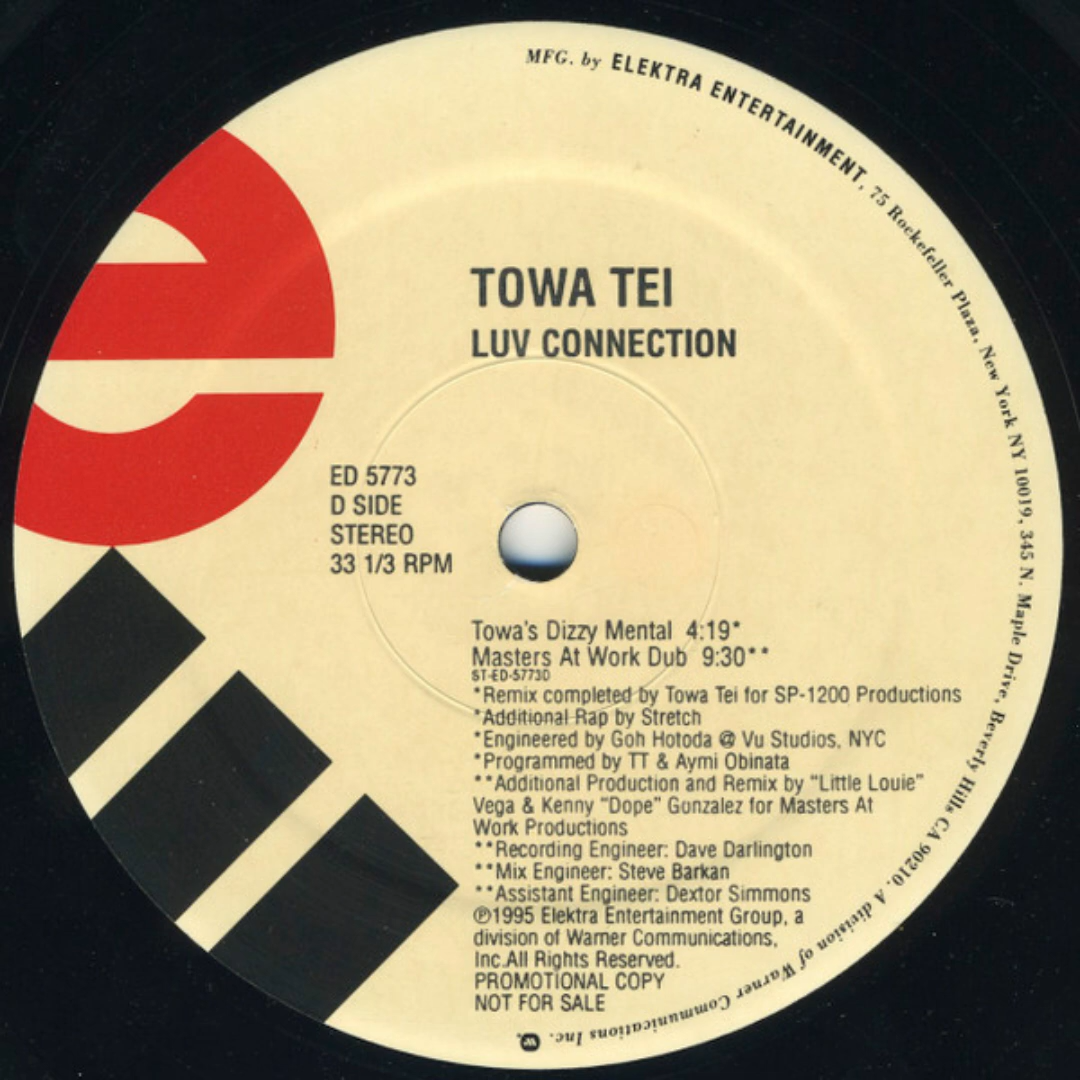 MFG. by ELEKTRA ENTERTAINMENT, 75 Rockefeller Plaza, New York NY 10019, 345 N. Maple Drive, Beverly Hills CA 90210. A division of Warner Communications Inc.
e
TOWA TEI
LUV CONNECTION
ED 5773
D SIDE
STEREO
33 1/3 RPM
Towa's Dizzy Mental 4:19*
Masters At Work Dub 9:30**
ST-ED-5773D
*Remix completed by Towa Tei for SP-1200 Productions
*Additional Rap by Stretch
*Engineered by Goh Hotoda @ Vu Studios, NYC
*Programmed by TT & Aymi Obinata
**Additional Production and Remix by "Little Louie"
Vega & Kenny "Dope" Gonzalez for Masters At
Work Productions
**Recording Engineer: Dave Darlington
**Mix Engineer: Steve Barkan
**Assistant Engineer: Dextor Simmons
℗1995 Elektra Entertainment Group, a
division of Warner Communications,
Inc.All Rights Reserved.
PROMOTIONAL COPY
NOT FOR SALE